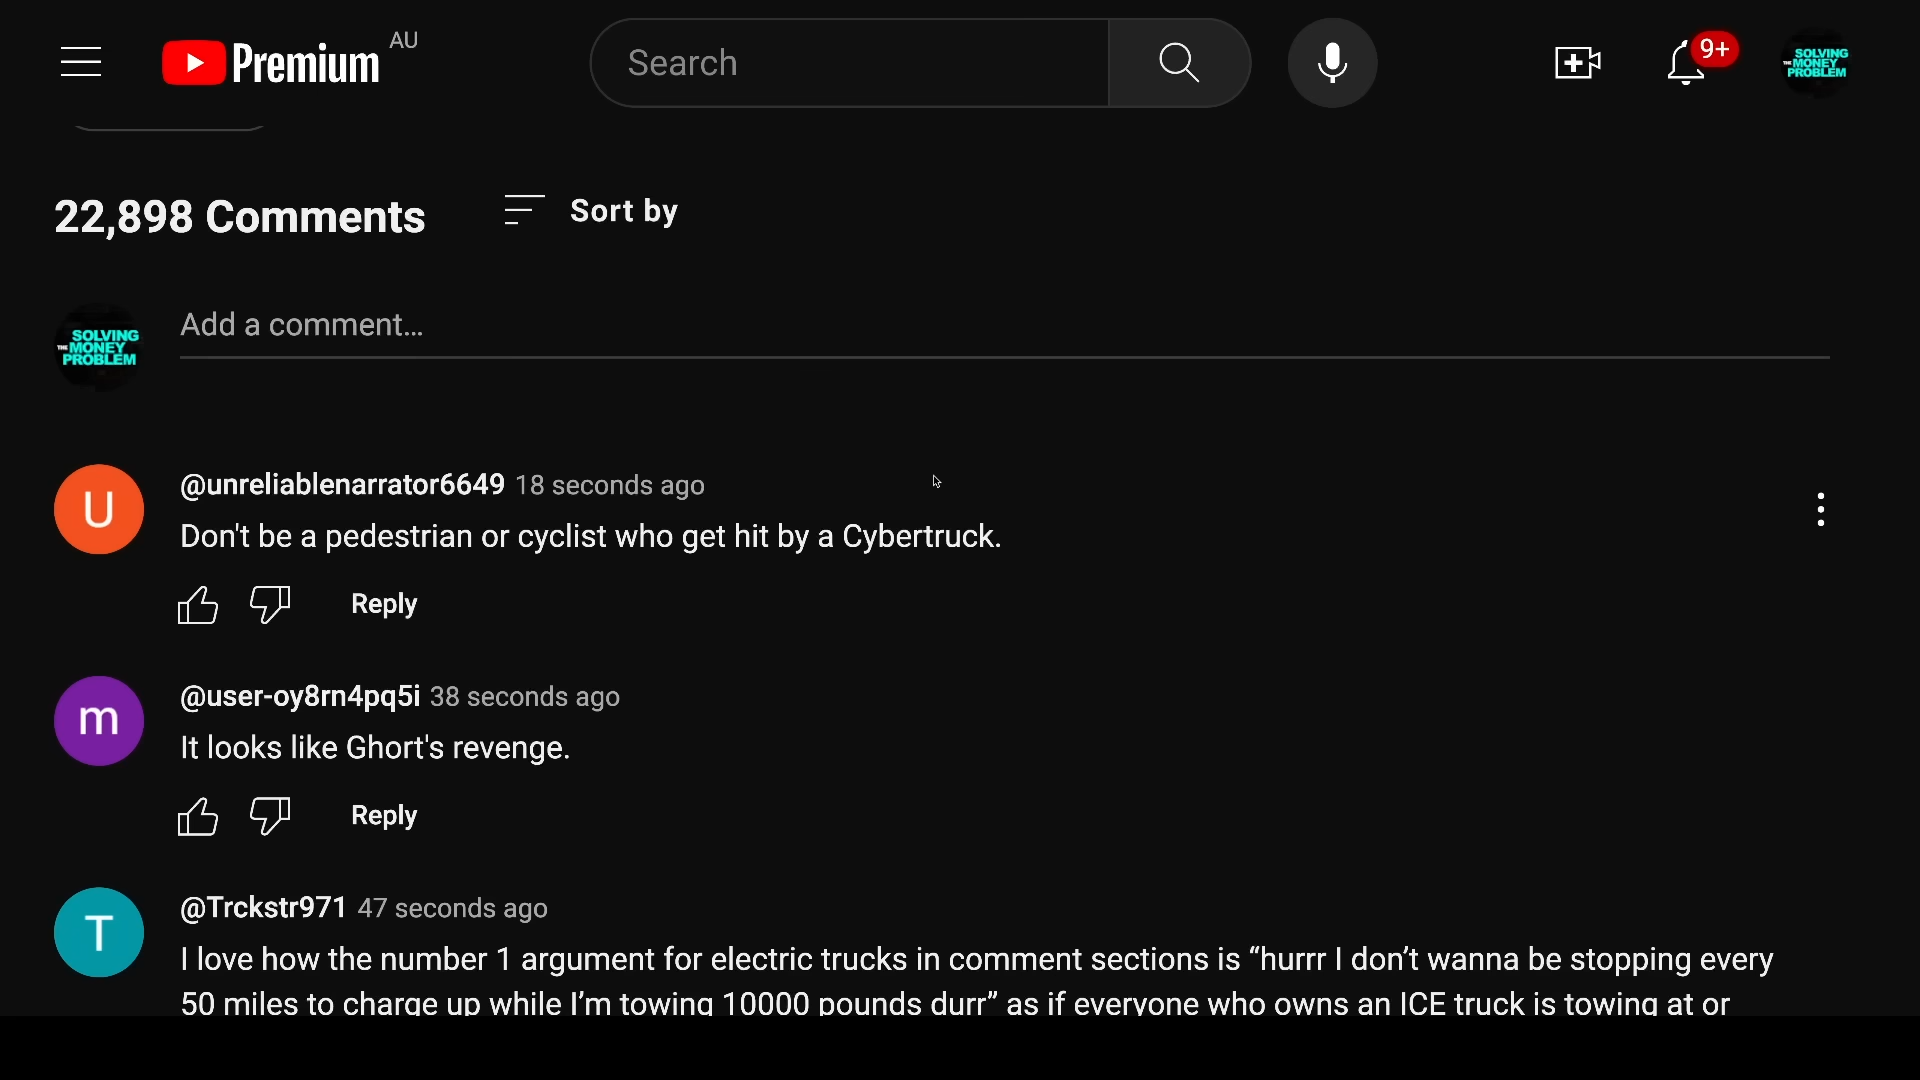 Premium AU
Search
9+
SOLVING
THE MONEY
PROBLEM
22,898 Comments
Sort by
SOLVING
THE MONEY
PROBLEM
Add a comment...
U
@unreliablenarrator6649 18 seconds ago
Don't be a pedestrian or cyclist who get hit by a Cybertruck.
Reply
m
@user-oy8rn4pq5i 38 seconds ago
It looks like Ghort's revenge.
Reply
T
@Trckstr971 47 seconds ago
I love how the number 1 argument for electric trucks in comment sections is “hurrr I don’t wanna be stopping every
50 miles to charge up while I’m towing 10000 pounds durr” as if everyone who owns an ICE truck is towing at or